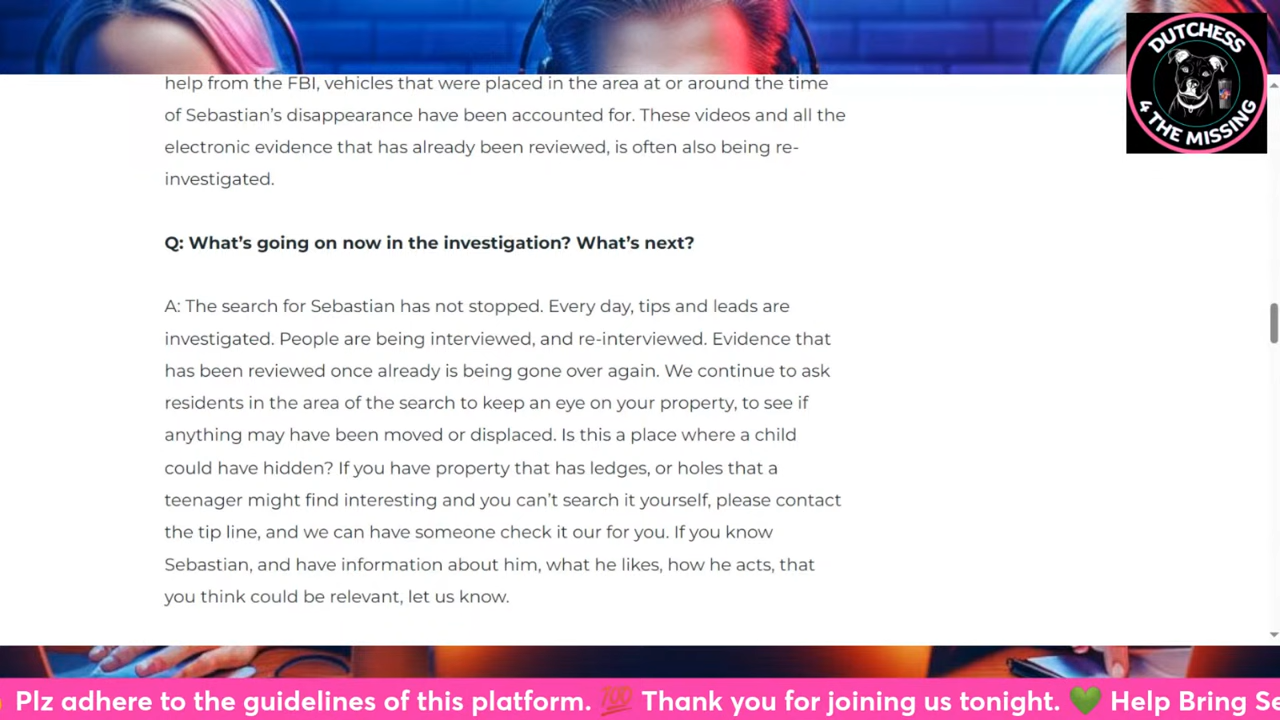 DUTCHESS
4 THE MISSING
help from the FBI, vehicles that were placed in the area at or around the time
of Sebastian’s disappearance have been accounted for. These videos and all the
electronic evidence that has already been reviewed, is often also being re-
investigated.
Q: What’s going on now in the investigation? What’s next?
A: The search for Sebastian has not stopped. Every day, tips and leads are
investigated. People are being interviewed, and re-interviewed. Evidence that
has been reviewed once already is being gone over again. We continue to ask
residents in the area of the search to keep an eye on your property, to see if
anything may have been moved or displaced. Is this a place where a child
could have hidden? If you have property that has ledges, or holes that a
teenager might find interesting and you can’t search it yourself, please contact
the tip line, and we can have someone check it our for you. If you know
Sebastian, and have information about him, what he likes, how he acts, that
you think could be relevant, let us know.
Plz adhere to the guidelines of this platform. 💯 Thank you for joining us tonight. 💚 Help Bring Se